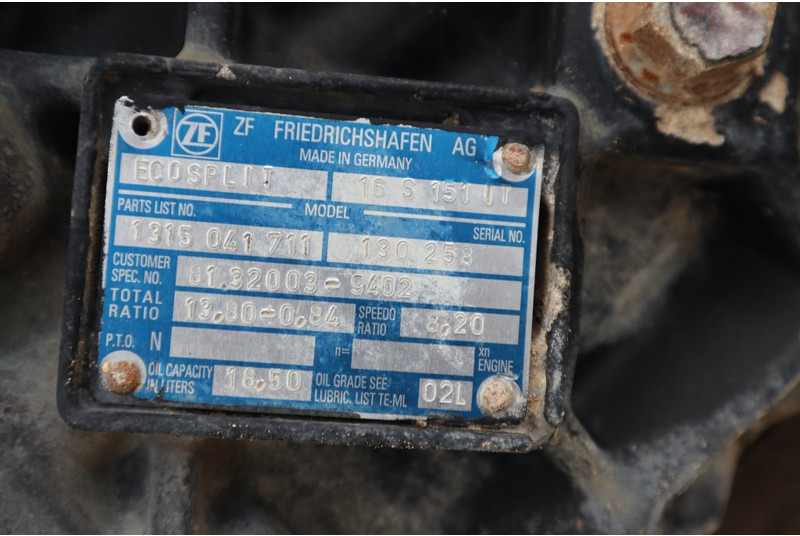 ZF ZF FRIEDRICHSHAFEN AG
MADE IN GERMANY
ECOSPLIT 16 S 151 IT
PARTS LIST NO. MODEL SERIAL NO.
1315 041 711 130 258
CUSTOMER SPEC. NO. 81.32003-9402
TOTAL RATIO 13,80-0,84 SPEEDO RATIO 8,20
P.T.O. N n= xn ENGINE
OIL CAPACITY IN LITERS 18,50 OIL GRADE SEE LUBRIC. LIST TE-ML 02L